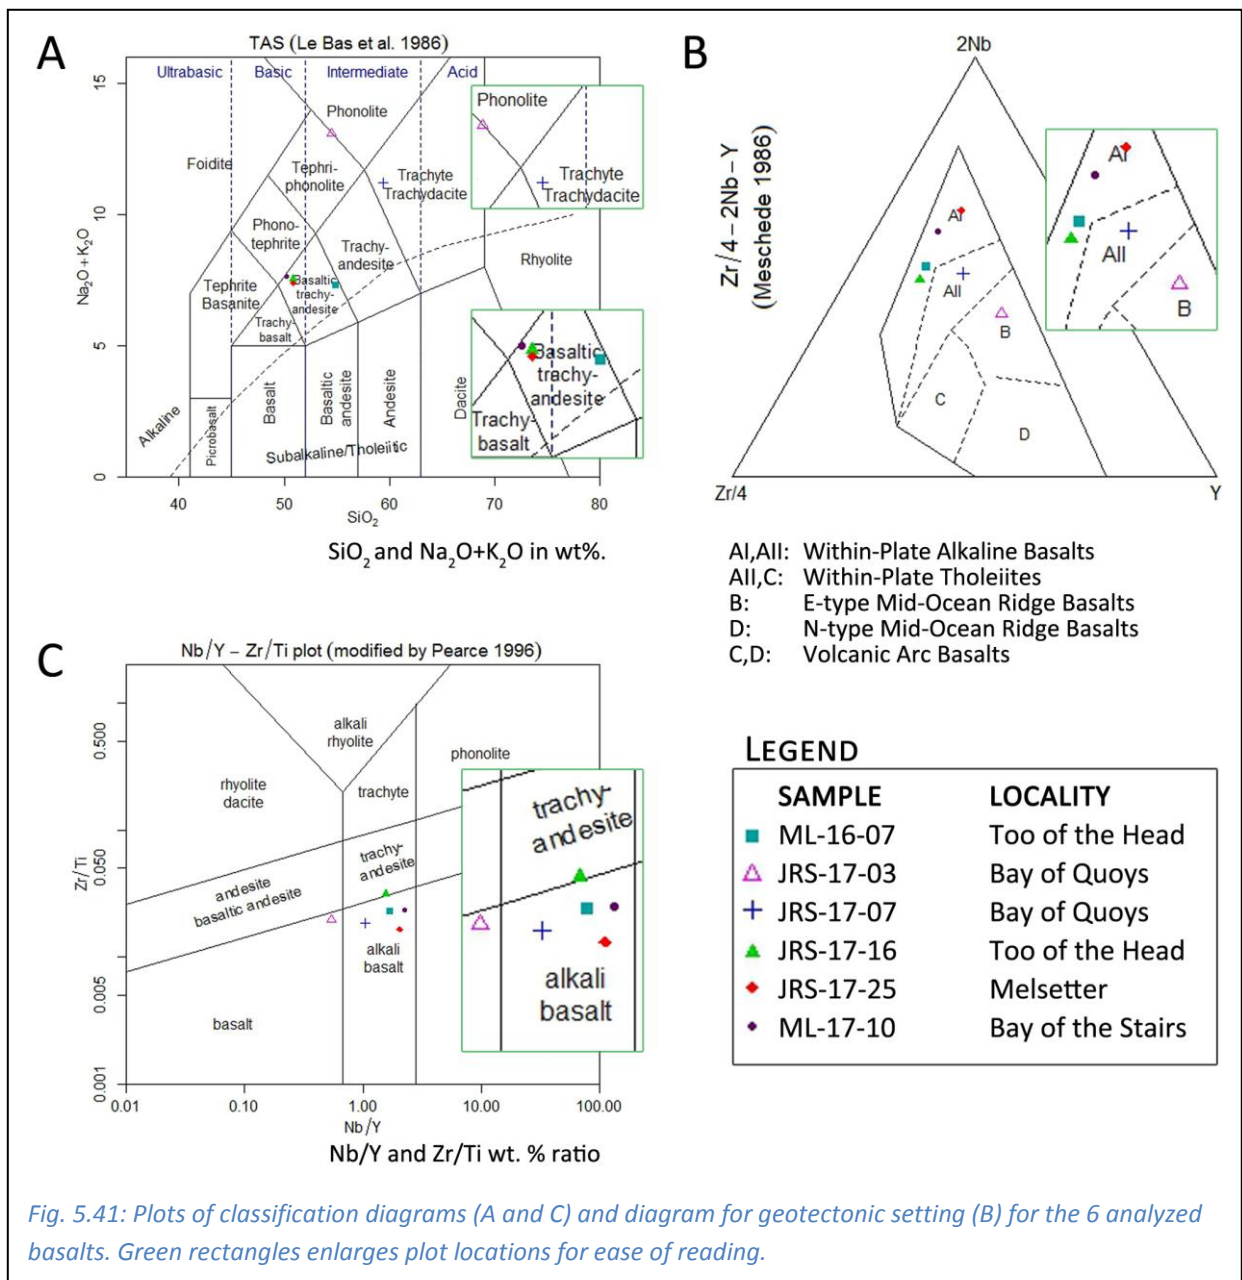 A
TAS (Le Bas et al. 1986)
Ultrabasic
Basic
Intermediate
Acid
Phonolite
Foidite
Tephri-
phonolite
Trachyte
Trachydacite
Phono-
tephrite
Trachy-
andesite
Tephrite
Basanite
Basaltic
trachy-
andesite
Trachy-
basalt
Rhyolite
Alkaline
Picrobasalt
Basalt
Basaltic
andesite
Andesite
Dacite
Subalkaline/Tholeiitic
Phonolite
Trachyte
Trachydacite
Basaltic
trachy-
andesite
Trachy-
basalt
Na₂O+K₂O
0
5
10
15
40
50
60
70
80
SiO₂
SiO₂ and Na₂O+K₂O in wt%.
B
2Nb
Zr/4 – 2Nb – Y
(Meschede 1986)
AI
AII
B
C
D
AI
AII
B
Zr/4
Y
AI,AII: Within-Plate Alkaline Basalts
AII,C: Within-Plate Tholeiites
B: E-type Mid-Ocean Ridge Basalts
D: N-type Mid-Ocean Ridge Basalts
C,D: Volcanic Arc Basalts
C
Nb/Y – Zr/Ti plot (modified by Pearce 1996)
alkali
rhyolite
phonolite
rhyolite
dacite
trachyte
trachy-
andesite
andesite
basaltic andesite
alkali
basalt
basalt
trachy-
andesite
alkali
basalt
Zr/Ti
0.001
0.005
0.050
0.500
0.01
0.10
1.00
10.00
100.00
Nb/Y
Nb/Y and Zr/Ti wt. % ratio
LEGEND
SAMPLE LOCALITY
ML-16-07 Too of the Head
JRS-17-03 Bay of Quoys
JRS-17-07 Bay of Quoys
JRS-17-16 Too of the Head
JRS-17-25 Melsetter
ML-17-10 Bay of the Stairs
Fig. 5.41: Plots of classification diagrams (A and C) and diagram for geotectonic setting (B) for the 6 analyzed
basalts. Green rectangles enlarges plot locations for ease of reading.